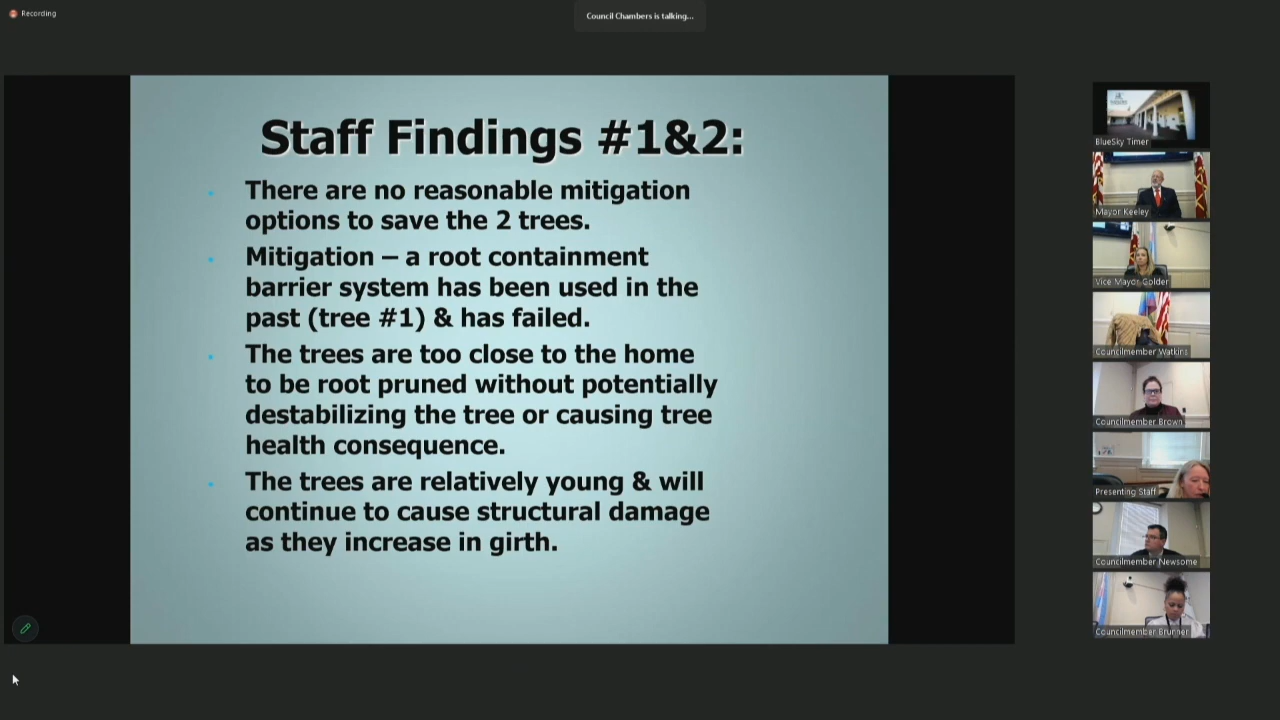 Recording
Council Chambers is talking...
Staff Findings #1&2:
There are no reasonable mitigation
options to save the 2 trees.
Mitigation – a root containment
barrier system has been used in the
past (tree #1) & has failed.
The trees are too close to the home
to be root pruned without potentially
destabilizing the tree or causing tree
health consequence.
The trees are relatively young & will
continue to cause structural damage
as they increase in girth.
BlueSky Timer
Mayor Keeley
Vice Mayor Golder
Councilmember Watkins
Councilmember Brown
Presenting Staff
Councilmember Newsome
Councilmember Brunner